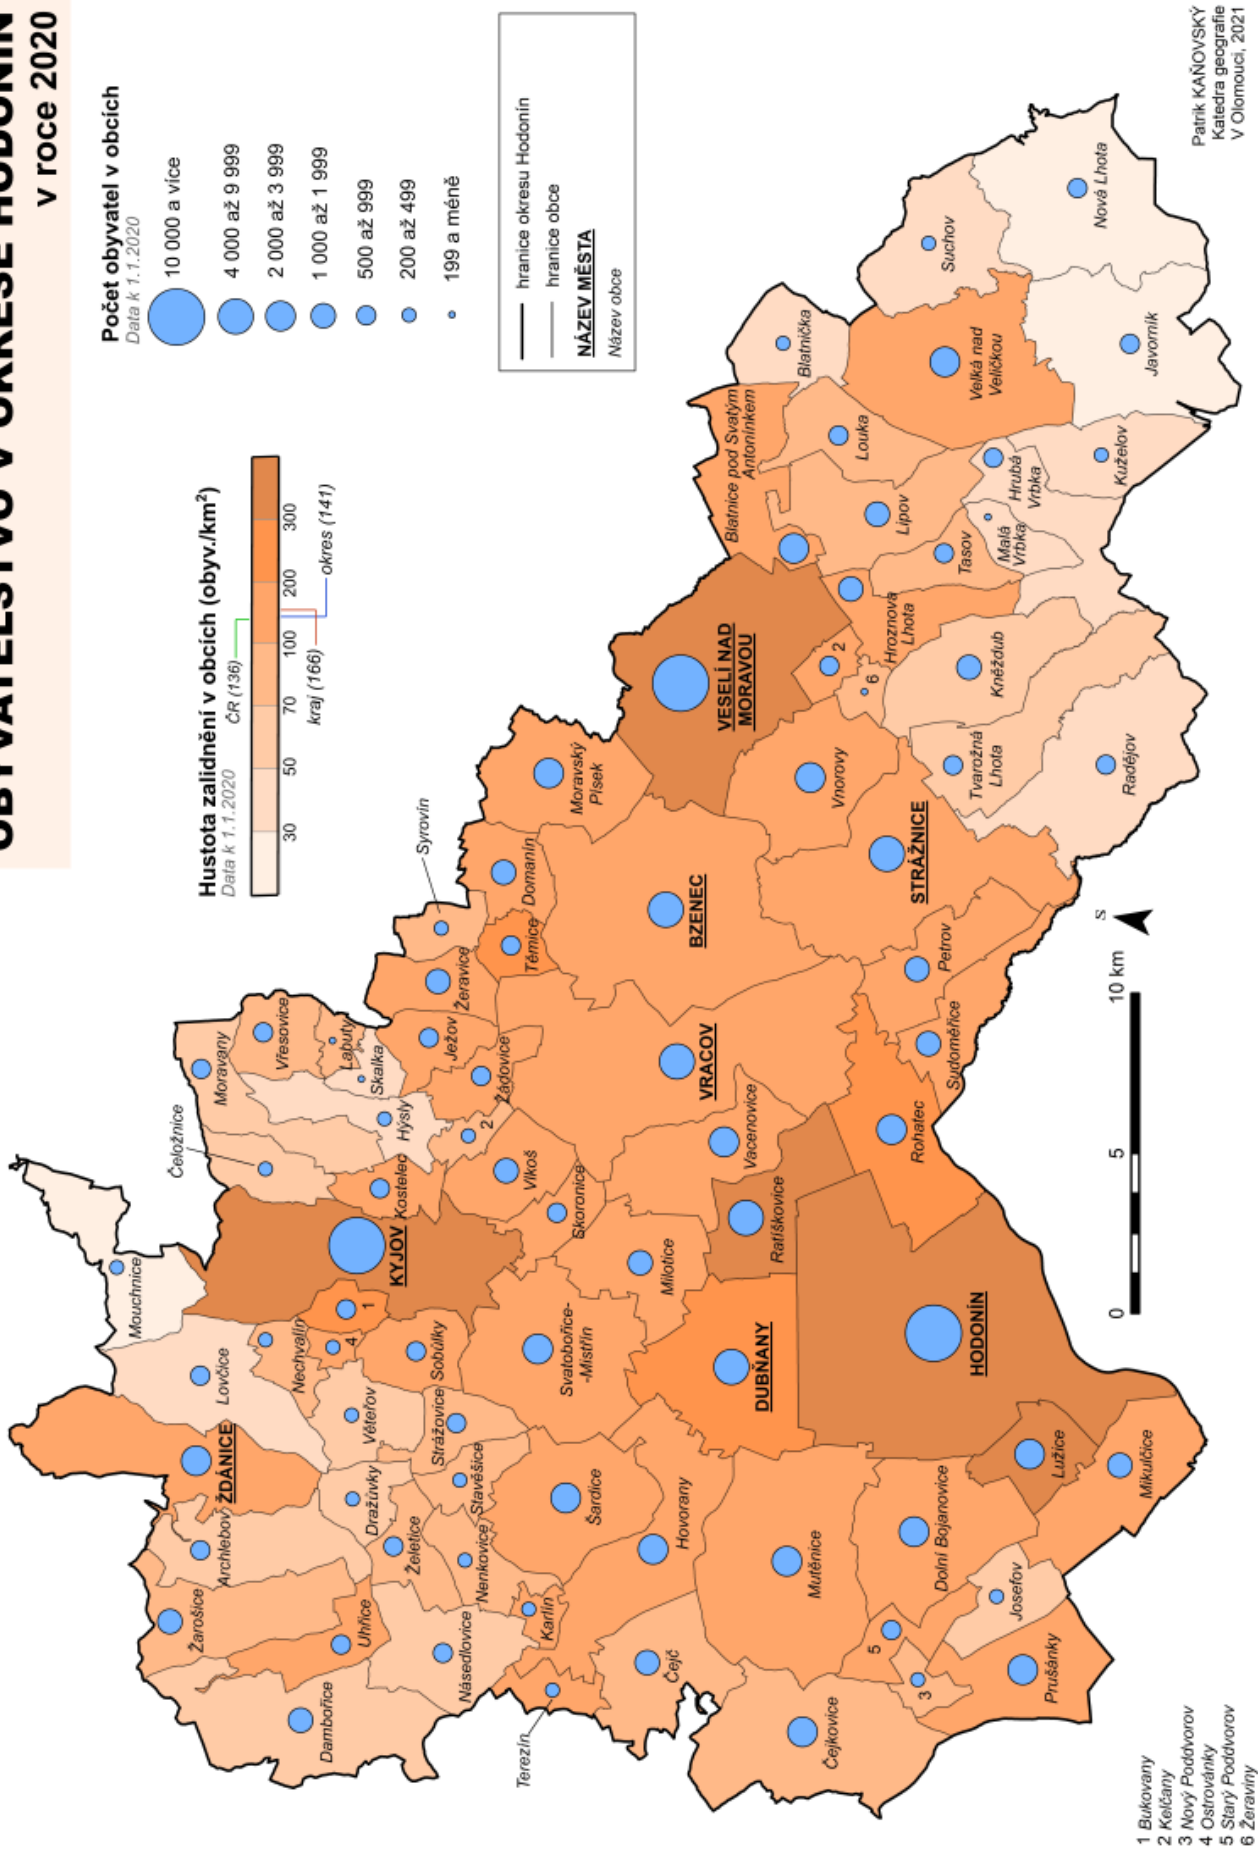 OBYVATELSTVO V OKRESE HODONÍN
v roce 2020
Počet obyvatel v obcích
Data k 1.1.2020
10 000 a více
4 000 až 9 999
2 000 až 3 999
1 000 až 1 999
500 až 999
200 až 499
199 a méně
hranice okresu Hodonín
hranice obce
NÁZEV MĚSTA
Název obce
Hustota zalidnění v obcích (obyv./km²)
Data k 1.1.2020
ČR (136)
30
50
70
100
200
300
kraj (166)
okres (141)
Mouchnice
Čeložnice
Moravany
Vřesovice
Labuty
Skalka
Hýsly
Kostelec
KYJOV
1
Nechvalín
4
Lovčice
ŽDÁNICE
Archlebov
Žarošice
Uhřice
Dambořice
Násedlovice
Želetice
Dražůvky
Věteřov
Strážovice
Sobůlky
Stavěšice
Nenkovice
Karlín
Terezín
Čejč
Hovorany
Šardice
Svatobořice-
-Mistřín
Milotice
Skoronice
Vlkoš
2
Žádovice
Ježov
Žeravice
Syrovín
Těmice
Domanín
Moravský
Písek
BZENEC
VRACOV
Vacenovice
Ratíškovice
DUBŇANY
Mutěnice
Čejkovice
5
3
Prušánky
Josefov
Dolní Bojanovice
Lužice
Mikulčice
HODONÍN
Rohatec
Sudoměřice
Petrov
STRÁŽNICE
Vnorovy
VESELÍ NAD
MORAVOU
2
6
Hroznova
Lhota
Kněždub
Tvarožná
Lhota
Radějov
Tasov
Malá
Vrbka
Hrubá
Vrbka
Kuželov
Lipov
Louka
Blatnice pod Svatým
Antonínkem
Blatnička
Velká nad
Veličkou
Suchov
Nová Lhota
Javorník
S
0
5
10 km
1 Bukovany
2 Kelčany
3 Nový Poddvorov
4 Ostrovánky
5 Starý Poddvorov
6 Žeraviny
Patrik KAŇOVSKÝ
Katedra geografie
V Olomouci, 2021